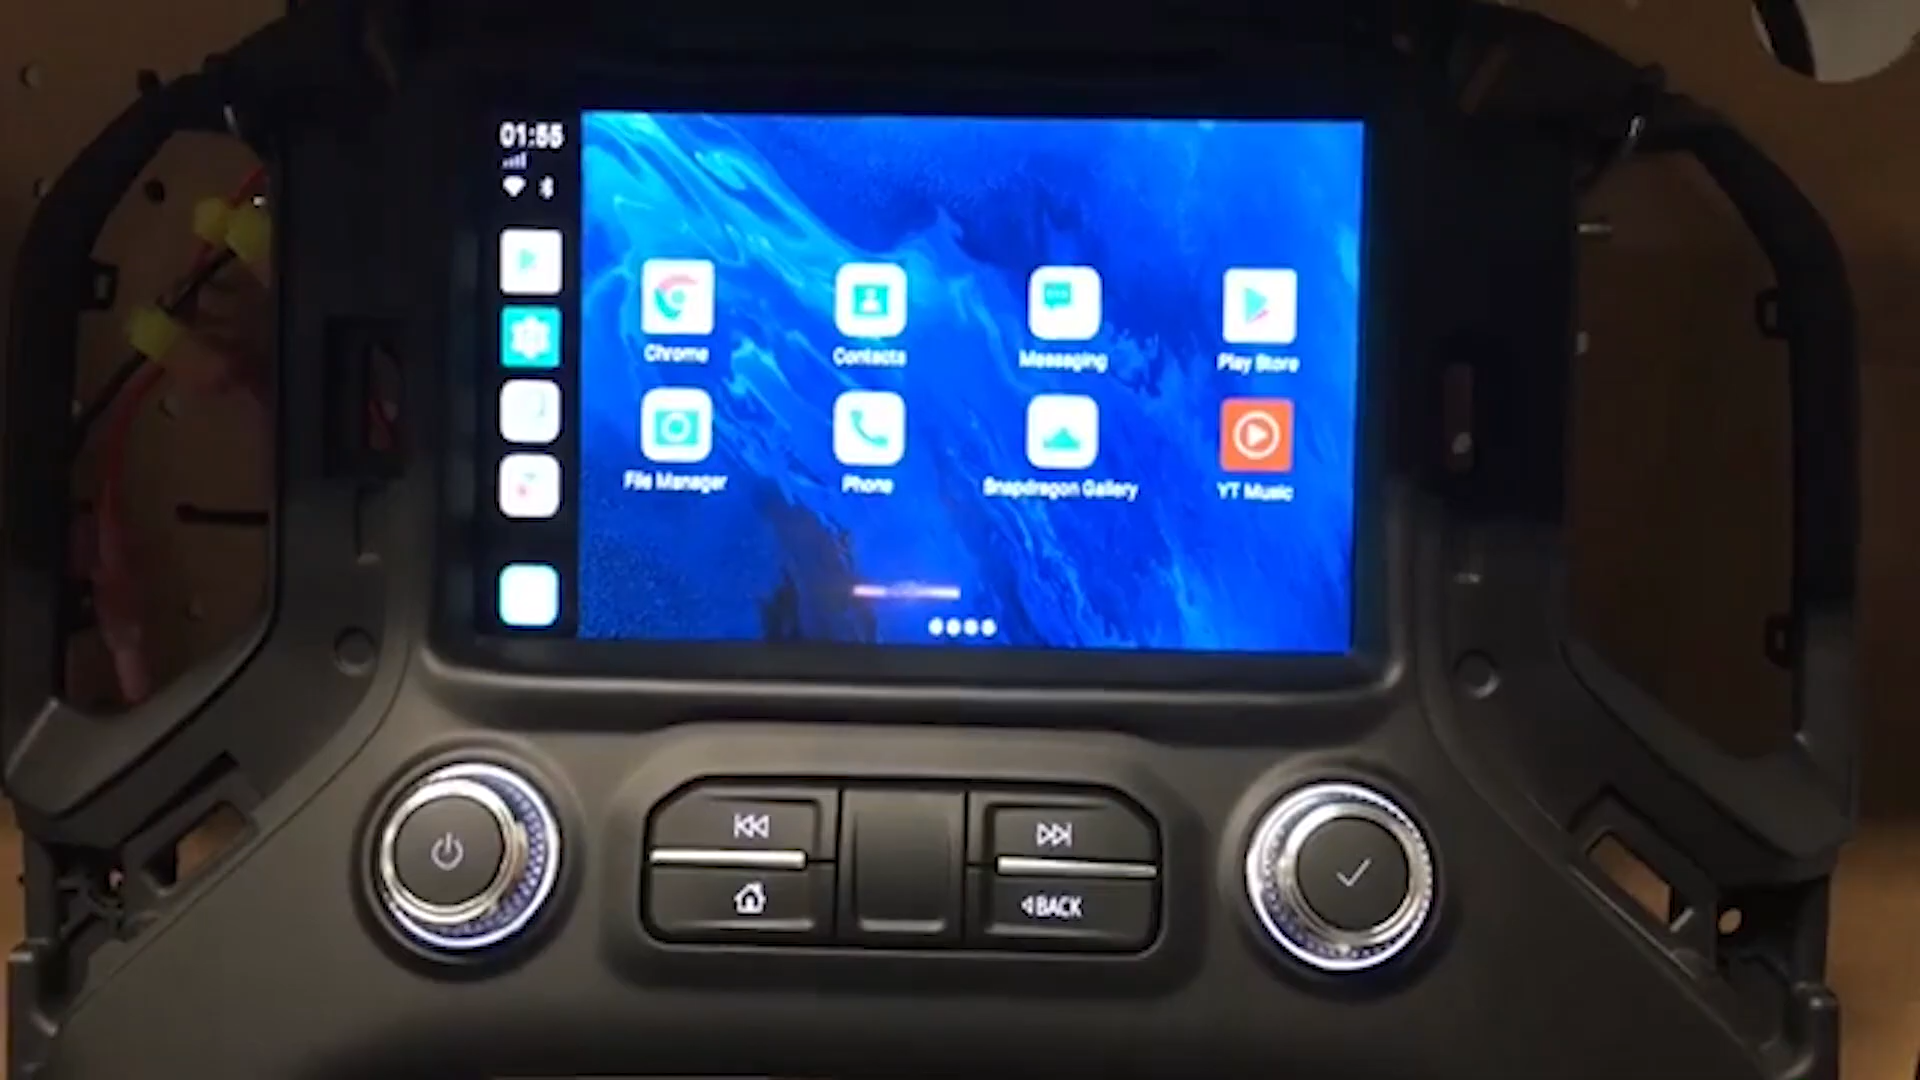 01:55
Chrome
Contacts
Messaging
Play Store
File Manager
Phone
Snapdragon Gallery
YT Music
BACK